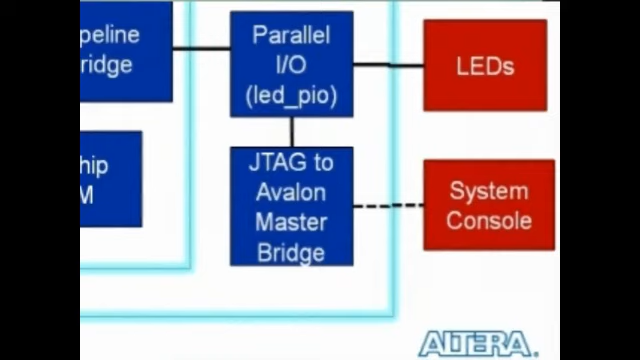 peline
ridge
Parallel
I/O
(led_pio)
LEDs
hip
M
JTAG to
Avalon
Master
Bridge
System
Console
ALTERA